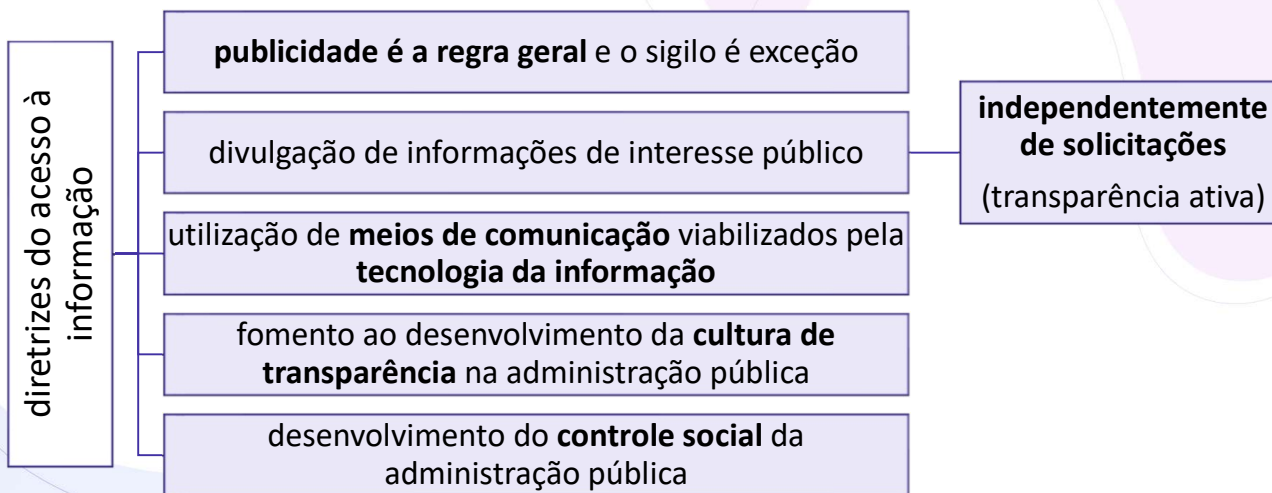 diretrizes do acesso à
informação
publicidade é a regra geral e o sigilo é exceção
divulgação de informações de interesse público
independentemente
de solicitações
(transparência ativa)
utilização de meios de comunicação viabilizados pela
tecnologia da informação
fomento ao desenvolvimento da cultura de
transparência na administração pública
desenvolvimento do controle social da
administração pública